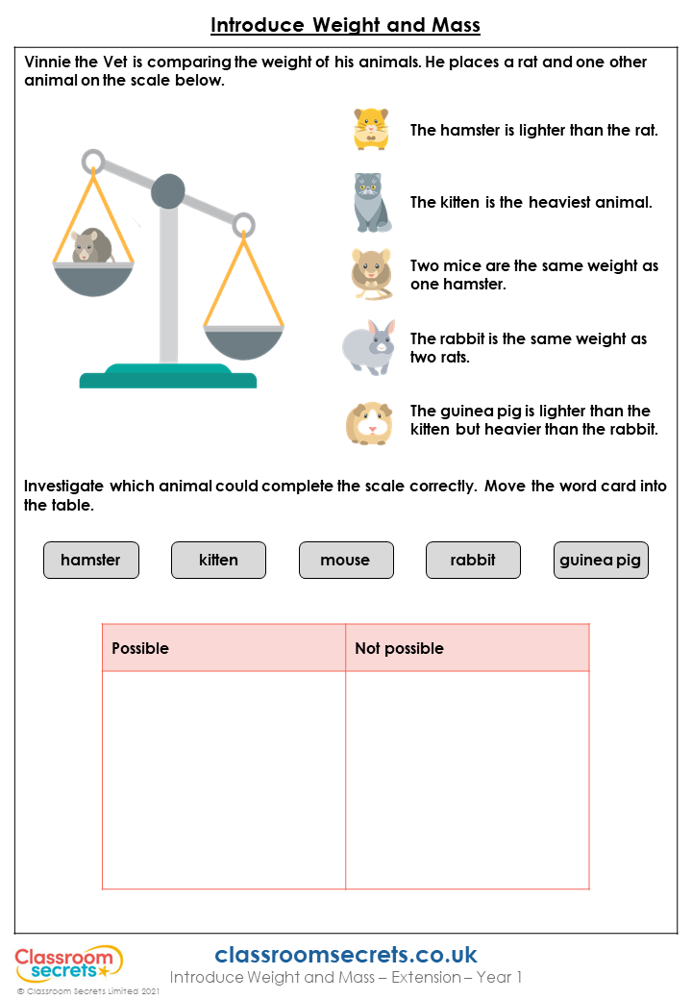 Introduce Weight and Mass
Vinnie the Vet is comparing the weight of his animals. He places a rat and one other
animal on the scale below.
The hamster is lighter than the rat.
The kitten is the heaviest animal.
Two mice are the same weight as
one hamster.
The rabbit is the same weight as
two rats.
The guinea pig is lighter than the
kitten but heavier than the rabbit.
Investigate which animal could complete the scale correctly. Move the word card into
the table.
hamster
kitten
mouse
rabbit
guinea pig
Possible
Not possible
Classroom
Secrets
© Classroom Secrets Limited 2021
classroomsecrets.co.uk
Introduce Weight and Mass – Extension – Year 1